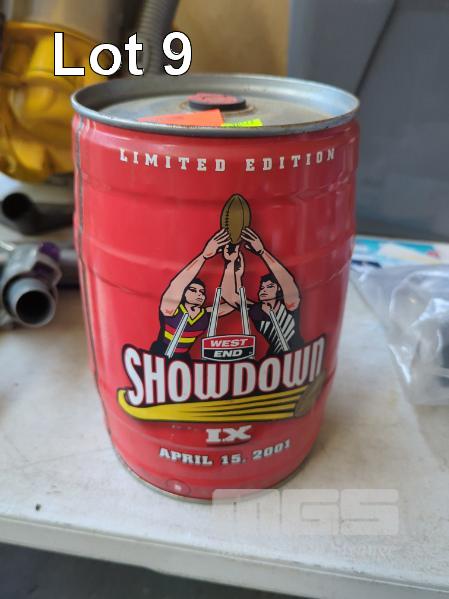 Lot 9
LIMITED EDITION
WEST
END
SHOWDOWN
IX
APRIL 15. 2001
MGS